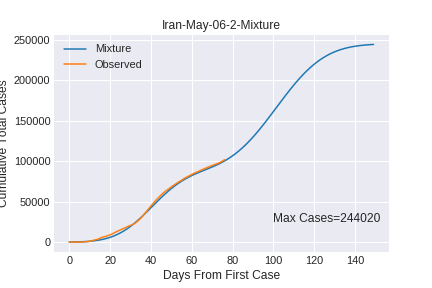 Iran-May-06-2-Mixture
250000
200000
150000
100000
50000
0
Cumulative Total Cases
Mixture
Observed
Max Cases=244020
0 20 40 60 80 100 120 140
Days From First Case